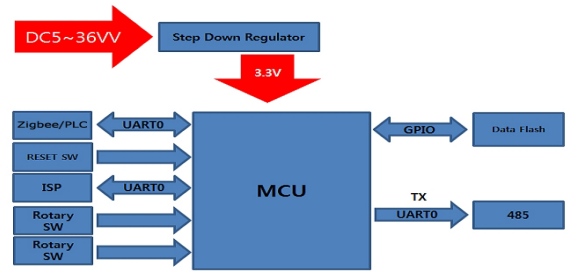 DC5~36VV
Step Down Regulator
3.3V
Zigbee/PLC
UART0
GPIO
Data Flash
RESET SW
ISP
UART0
MCU
TX
UART0
485
Rotary
SW
Rotary
SW